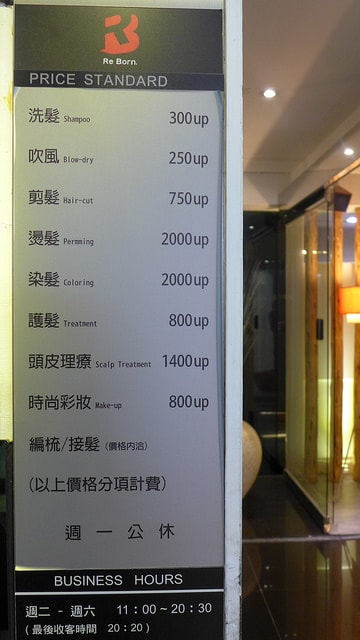 Re Born.
PRICE STANDARD
洗髮 Shampoo 300up
吹風 Blow-dry 250up
剪髮 Hair-cut 750up
燙髮 Permming 2000up
染髮 Coloring 2000up
護髮 Treatment 800up
頭皮理療 Scalp Treatment 1400up
時尚彩妝 Make-up 800up
編梳/接髮 (價格內洽)
(以上價格分項計費)
週一公休
BUSINESS HOURS
週二 - 週六 11:00~20:30
(最後收客時間 20:20)